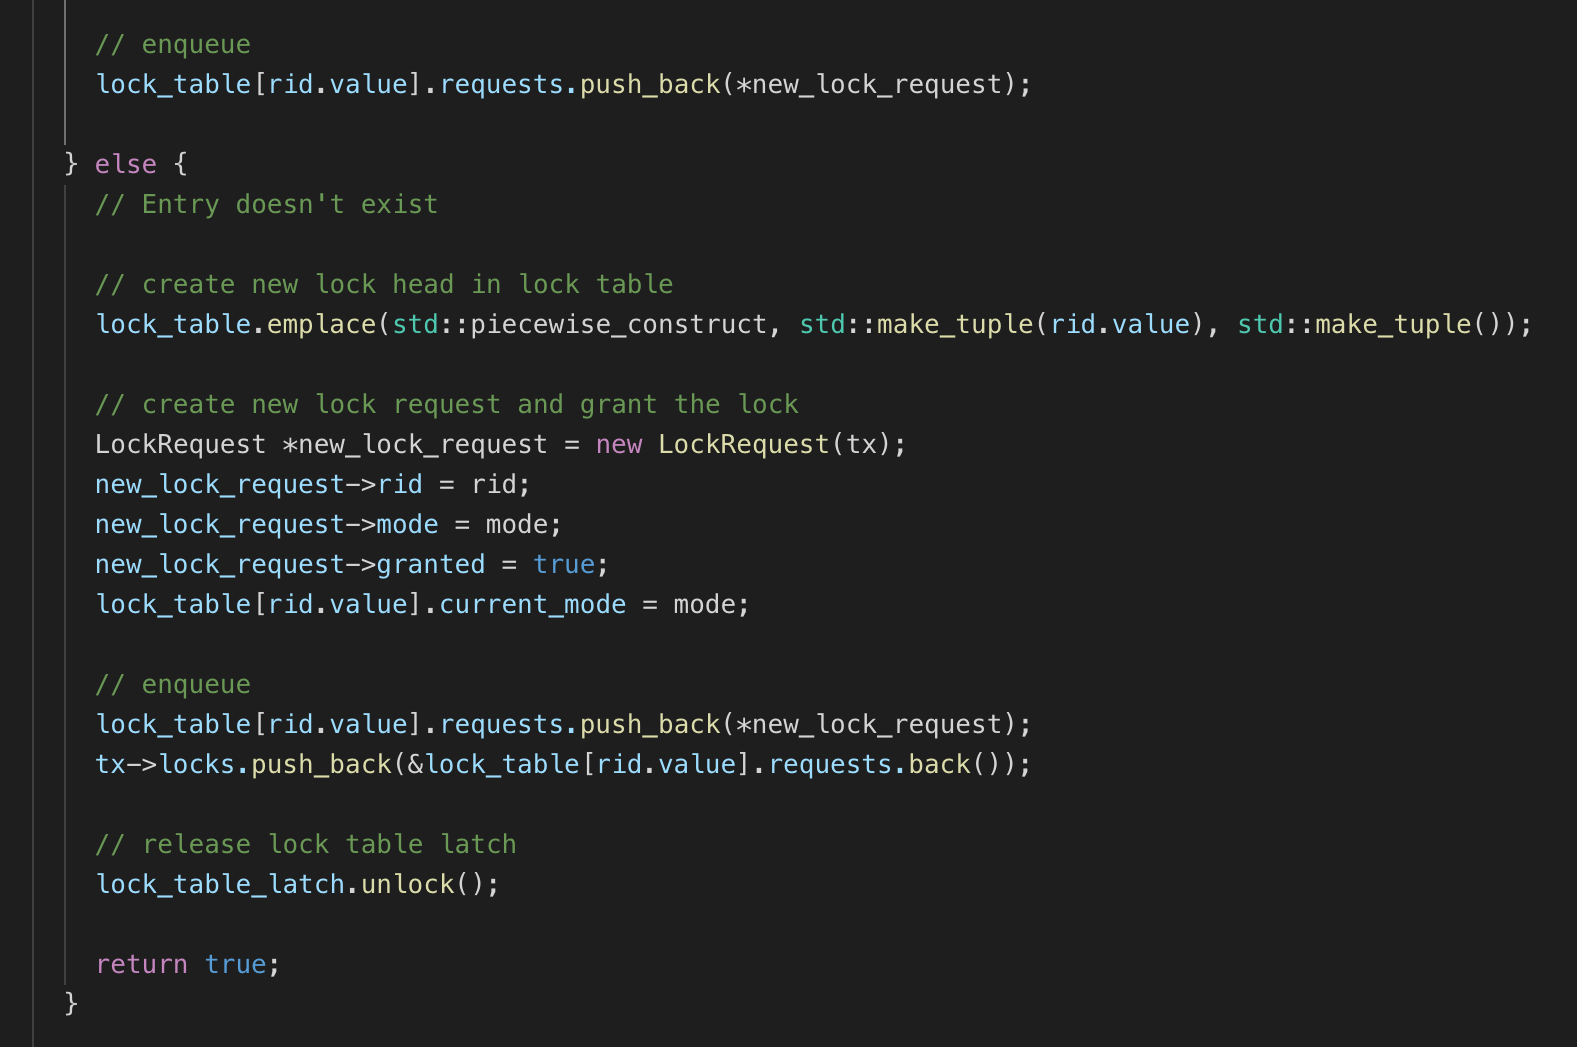 // enqueue
lock_table[rid.value].requests.push_back(*new_lock_request);
} else {
// Entry doesn't exist
// create new lock head in lock table
lock_table.emplace(std::piecewise_construct, std::make_tuple(rid.value), std::make_tuple());
// create new lock request and grant the lock
LockRequest *new_lock_request = new LockRequest(tx);
new_lock_request->rid = rid;
new_lock_request->mode = mode;
new_lock_request->granted = true;
lock_table[rid.value].current_mode = mode;
// enqueue
lock_table[rid.value].requests.push_back(*new_lock_request);
tx->locks.push_back(&lock_table[rid.value].requests.back());
// release lock table latch
lock_table_latch.unlock();
return true;
}